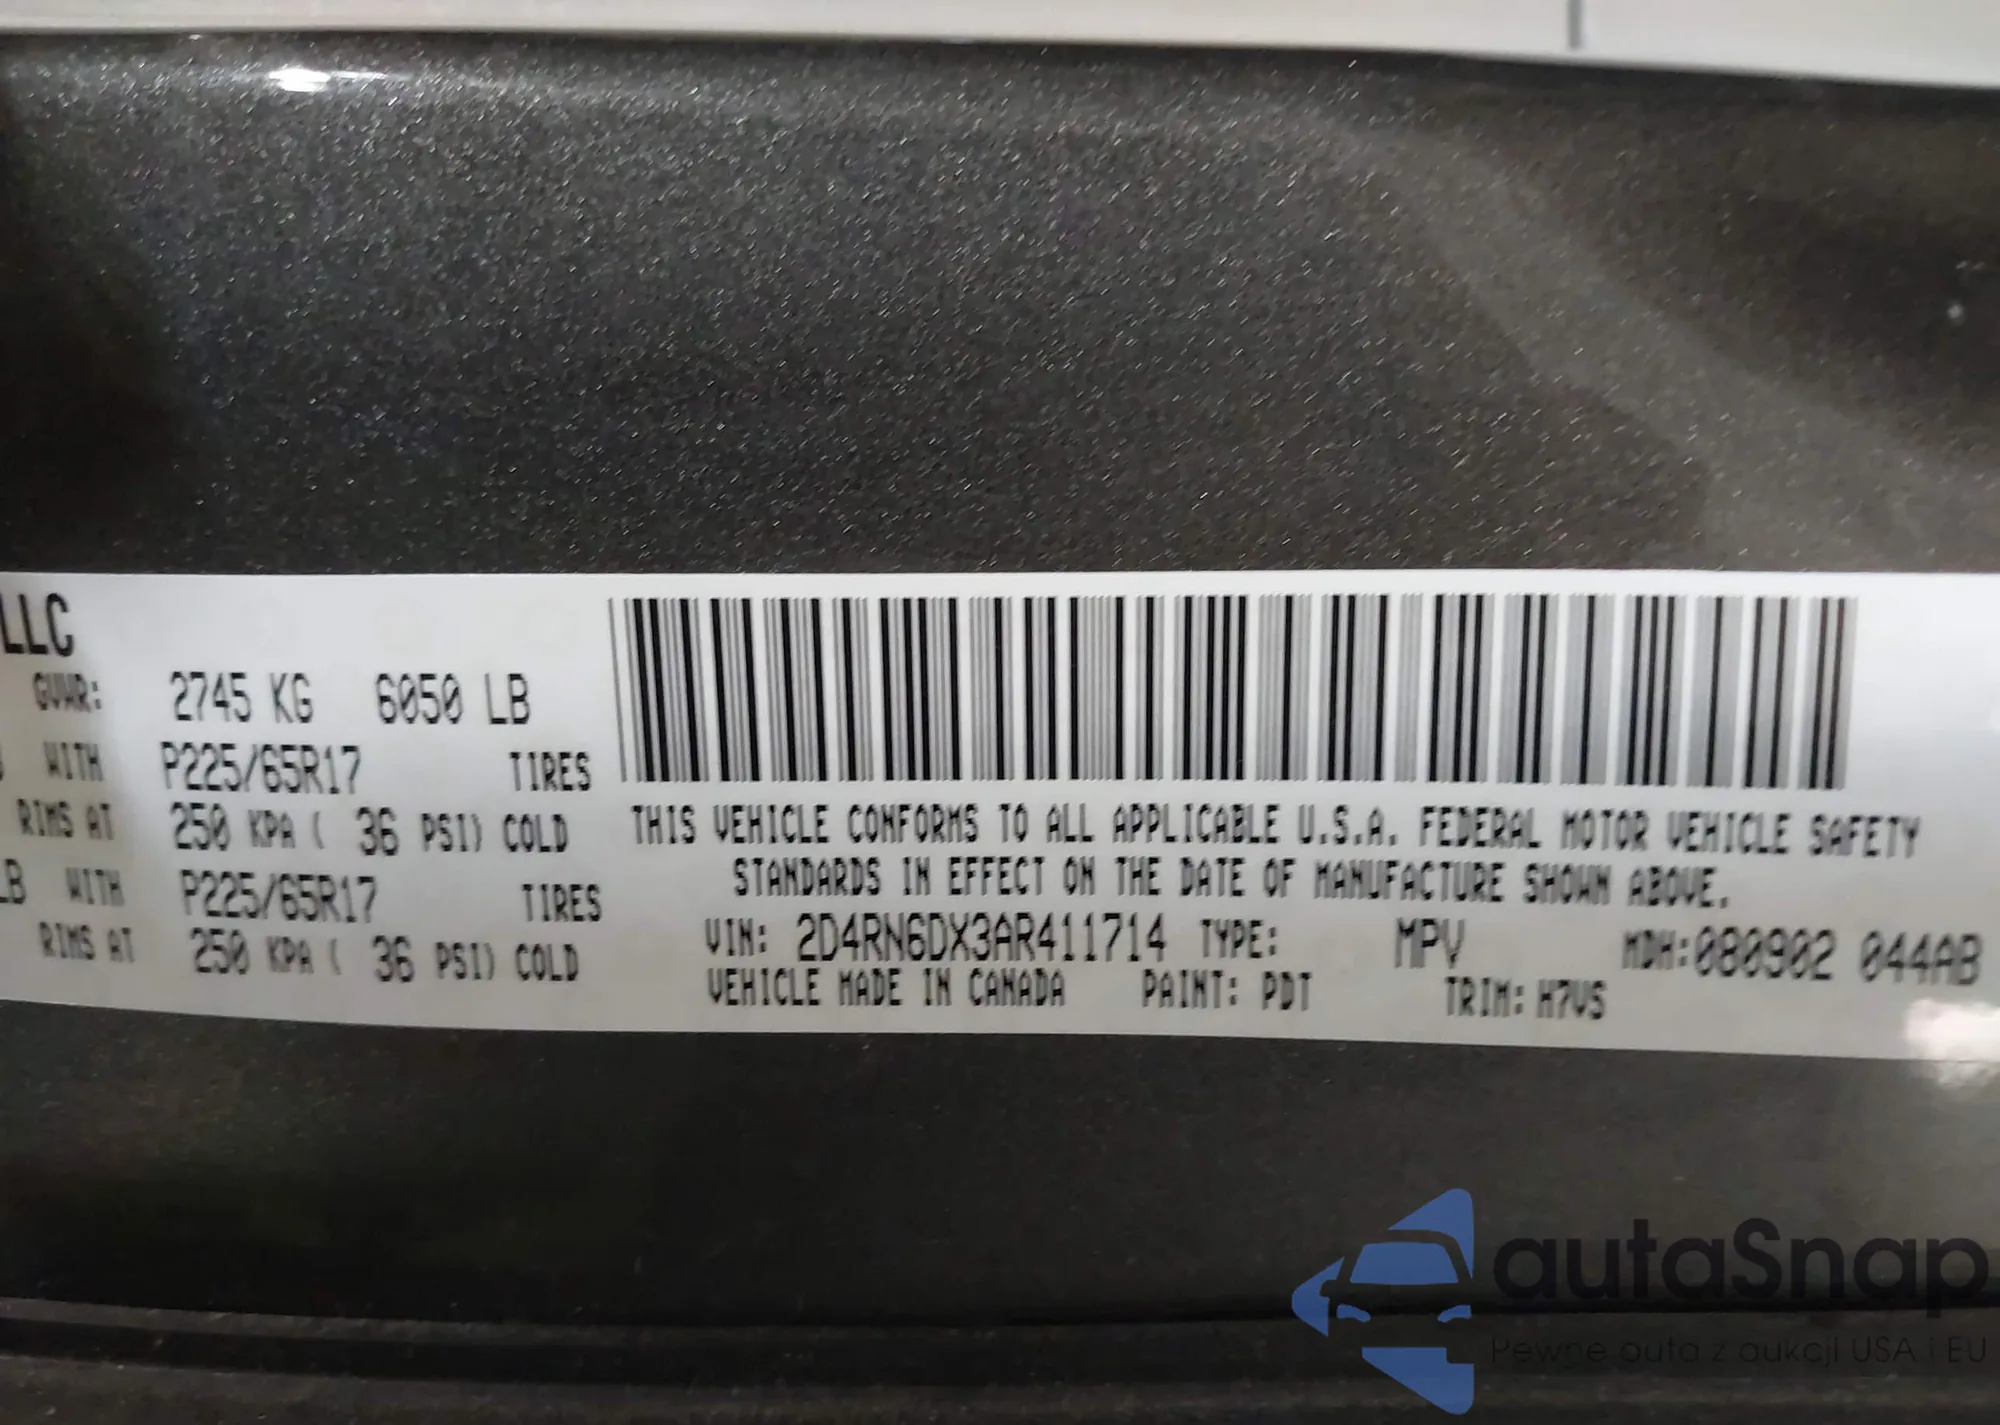 LLC
GVWR: 2745 KG 6050 LB
WITH P225/65R17 TIRES
RIMS AT 250 KPA ( 36 PSI) COLD
LB WITH P225/65R17 TIRES
RIMS AT 250 KPA ( 36 PSI) COLD
THIS VEHICLE CONFORMS TO ALL APPLICABLE U.S.A. FEDERAL MOTOR VEHICLE SAFETY
STANDARDS IN EFFECT ON THE DATE OF MANUFACTURE SHOWN ABOVE.
VIN: 2D4RN6DX3AR411714 TYPE: MPV MDH:080902 044AB
VEHICLE MADE IN CANADA PAINT: PDT TRIM: H7VS
autaSnap
Pewne auta z aukcji USA i EU